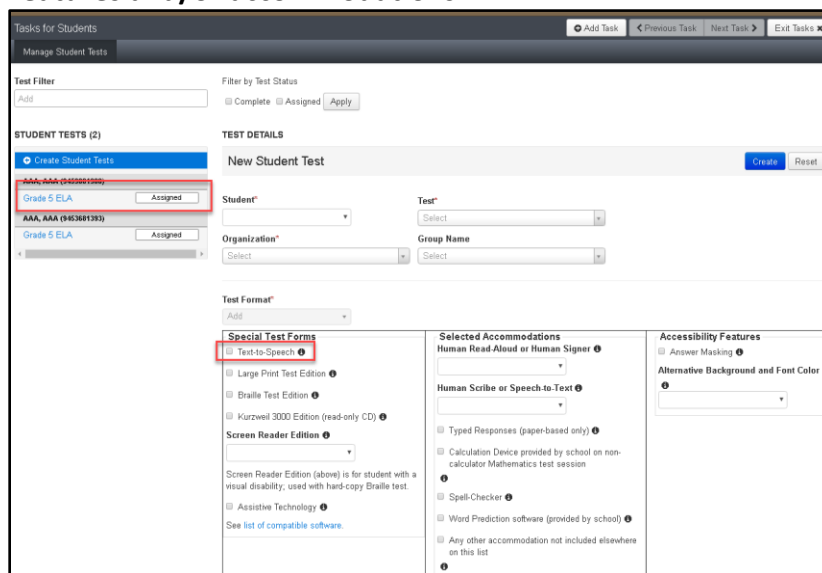 Tasks for Students
Add Task
Previous Task
Next Task
Exit Tasks
Manage Student Tests
Test Filter
Add
Filter by Test Status
Complete
Assigned
Apply
STUDENT TESTS (2)
TEST DETAILS
Create Student Tests
New Student Test
Create
Reset
Grade 5 ELA
Assigned
AAA, AAA (9453681393)
Grade 5 ELA
Assigned
Student*
Test*
Select
Organization*
Group Name
Select
Select
Test Format*
Add
Special Test Forms
Text-to-Speech
Large Print Test Edition
Braille Test Edition
Kurzweil 3000 Edition (read-only CD)
Screen Reader Edition
Screen Reader Edition (above) is for student with a
visual disability; used with hard-copy Braille test.
Assistive Technology
See list of compatible software.
Selected Accommodations
Human Read-Aloud or Human Signer
Human Scribe or Speech-to-Text
Typed Responses (paper-based only)
Calculation Device provided by school on non-
calculator Mathematics test session
Spell-Checker
Word Prediction software (provided by school)
Any other accommodation not included elsewhere
on this list
Accessibility Features
Answer Masking
Alternative Background and Font Color